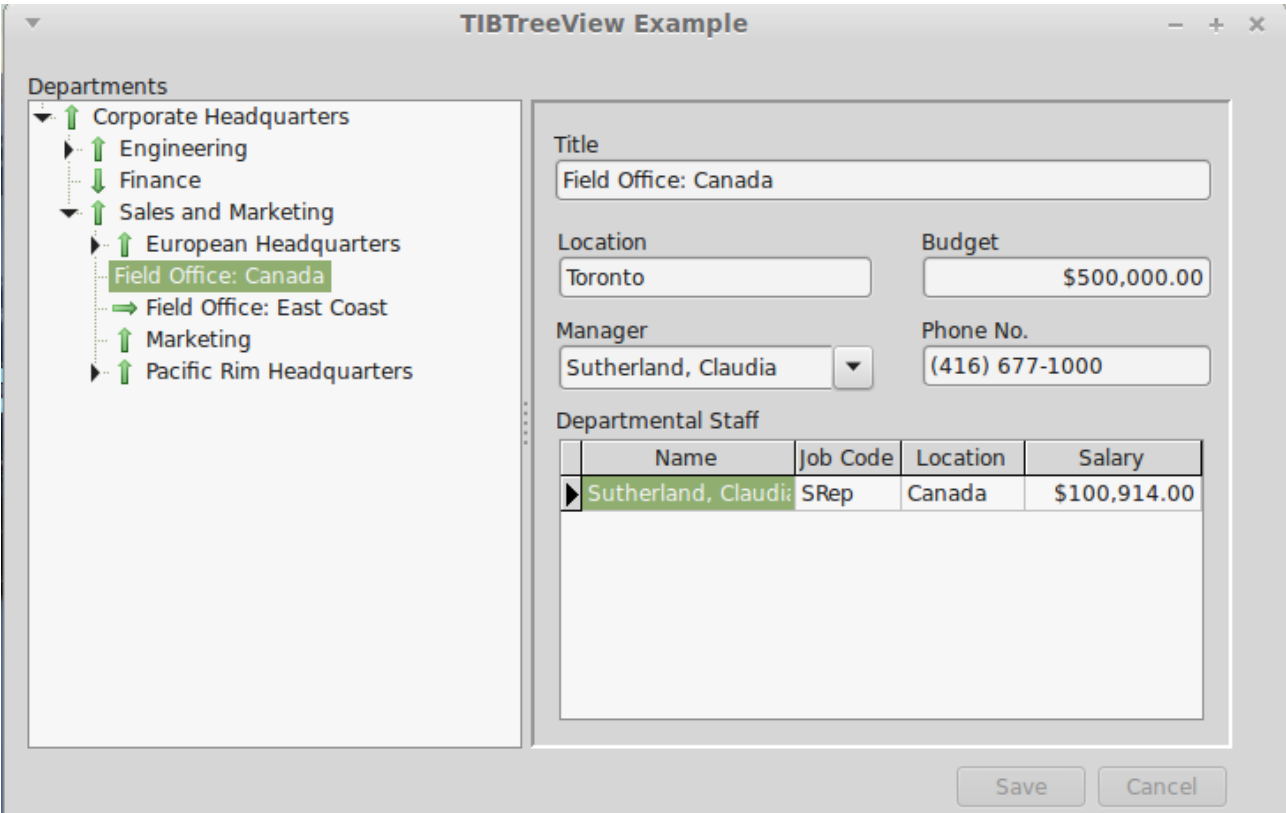 TIBTreeView Example
Departments
Corporate Headquarters
Engineering
Finance
Sales and Marketing
European Headquarters
Field Office: Canada
Field Office: East Coast
Marketing
Pacific Rim Headquarters
Title
Field Office: Canada
Location Budget
Toronto $500,000.00
Manager Phone No.
Sutherland, Claudia (416) 677-1000
Departmental Staff
Name Job Code Location Salary
Sutherland, Claudia SRep Canada $100,914.00
Save Cancel